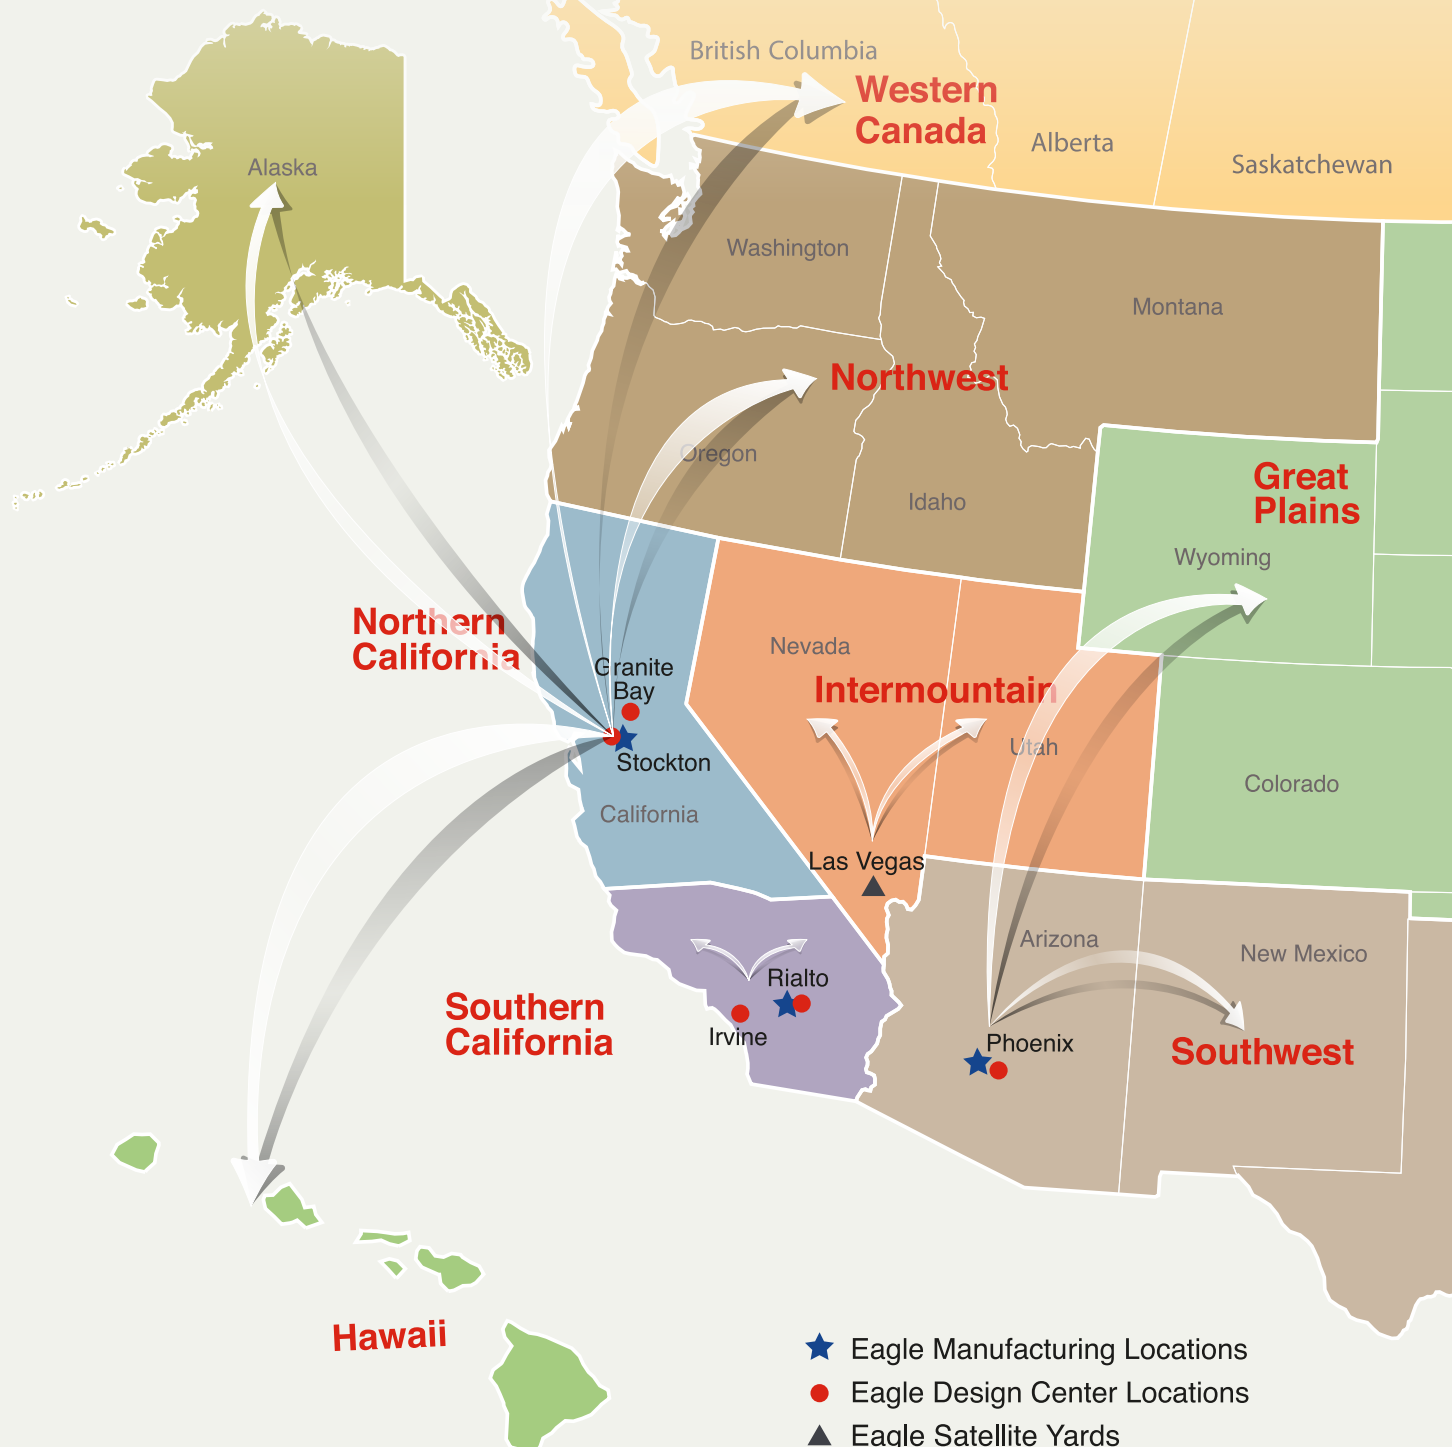 British Columbia
Western
Canada
Alberta
Saskatchewan
Alaska
Washington
Montana
Northwest
Oregon
Idaho
Great
Plains
Wyoming
Northern
California
Granite
Bay
Nevada
Intermountain
Utah
Stockton
Colorado
California
Las Vegas
Arizona
New Mexico
Rialto
Southern
California
Irvine
Phoenix
Southwest
Hawaii
Eagle Manufacturing Locations
Eagle Design Center Locations
Eagle Satellite Yards